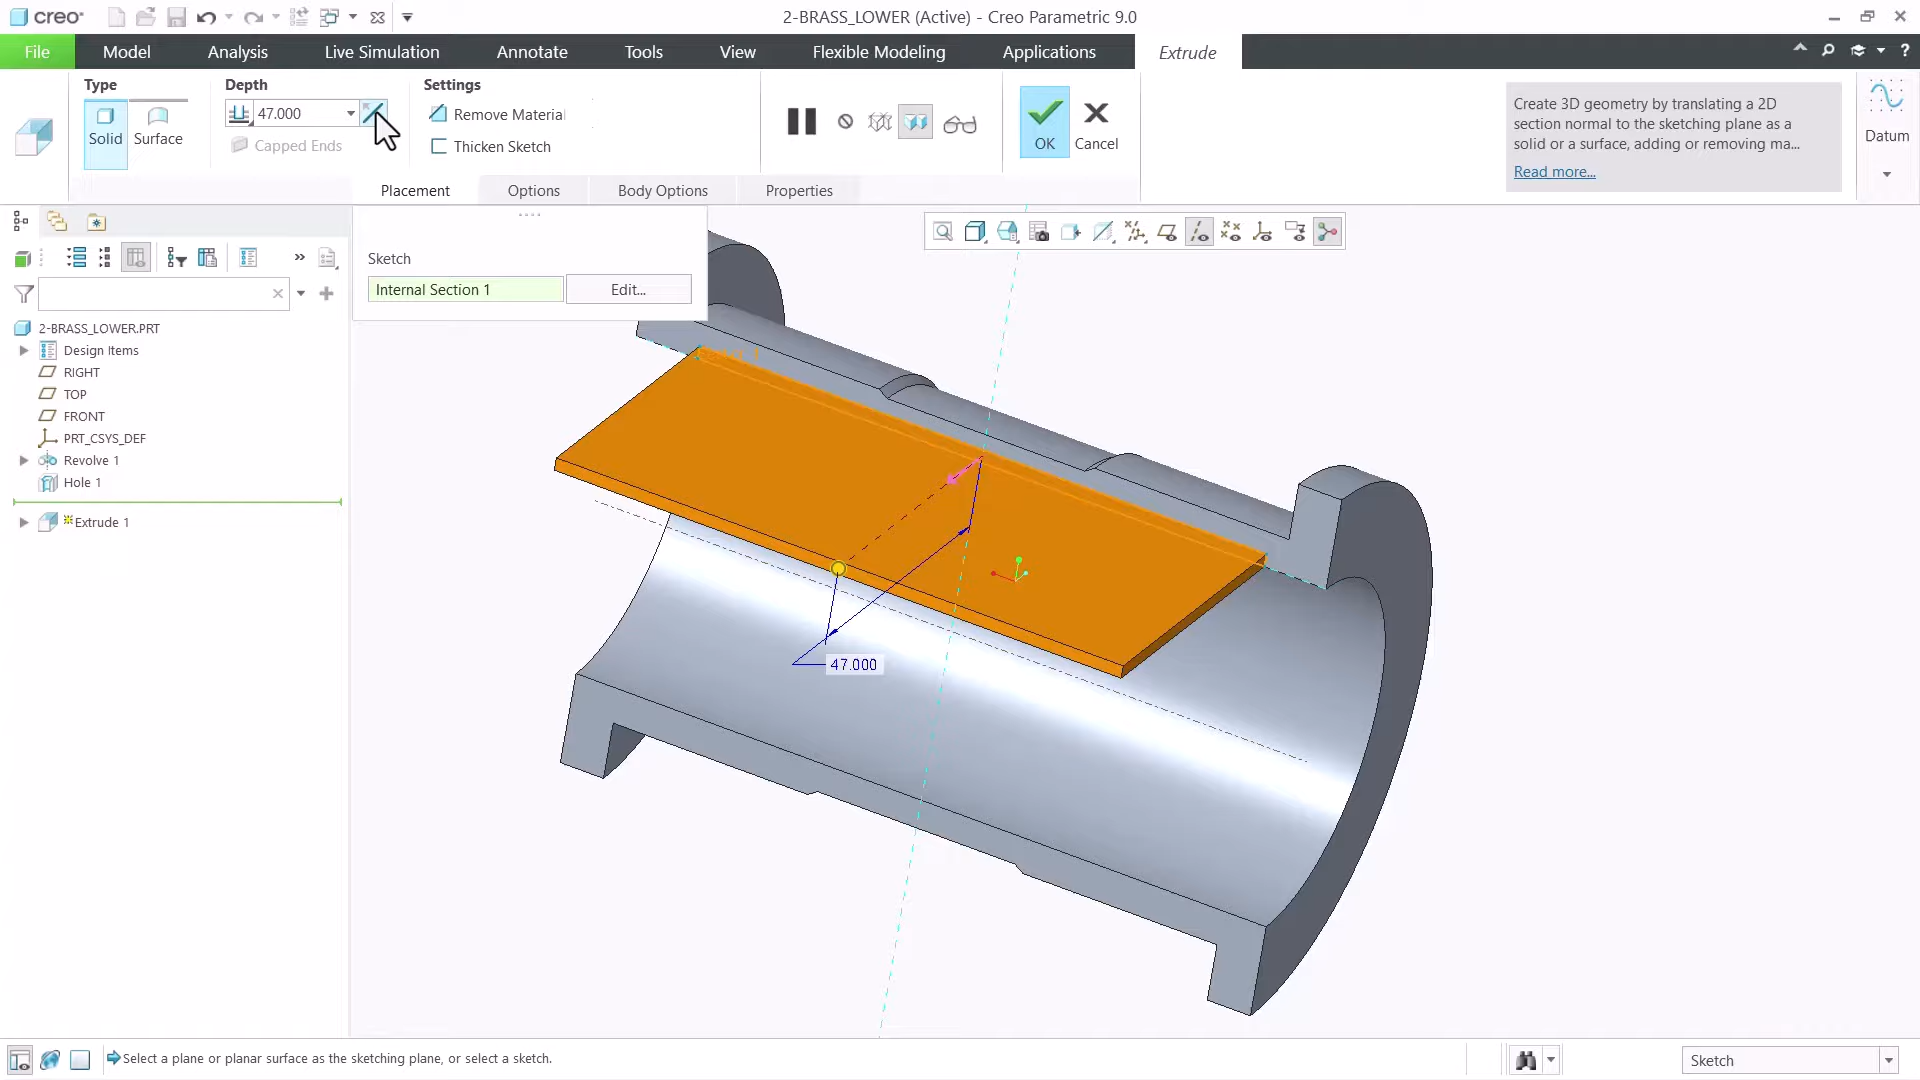 creo®
2-BRASS_LOWER (Active) - Creo Parametric 9.0
File
Model
Analysis
Live Simulation
Annotate
Tools
View
Flexible Modeling
Applications
Extrude
Type
Depth
Settings
Solid
Surface
47.000
Capped Ends
Remove Material
Thicken Sketch
OK
Cancel
Create 3D geometry by translating a 2D
section normal to the sketching plane as a
solid or a surface, adding or removing ma...
Read more...
Datum
Placement
Options
Body Options
Properties
Sketch
Internal Section 1
Edit...
2-BRASS_LOWER.PRT
Design Items
RIGHT
TOP
FRONT
PRT_CSYS_DEF
Revolve 1
Hole 1
Extrude 1
47.000
Select a plane or planar surface as the sketching plane, or select a sketch.
Sketch